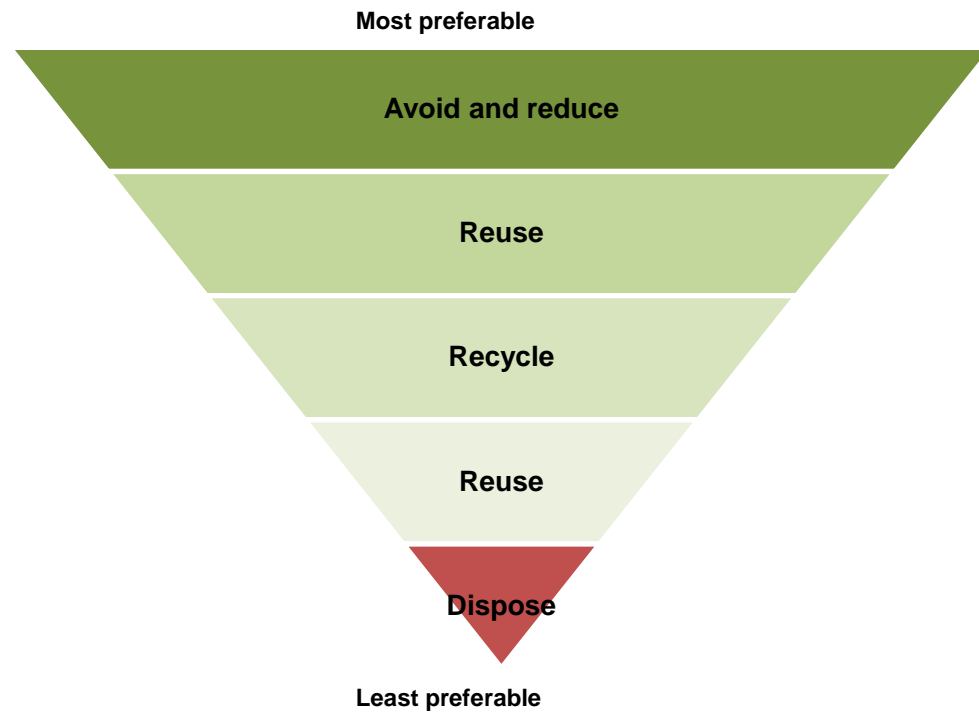 Most preferable
Avoid and reduce
Reuse
Recycle
Reuse
Dispose
Least preferable